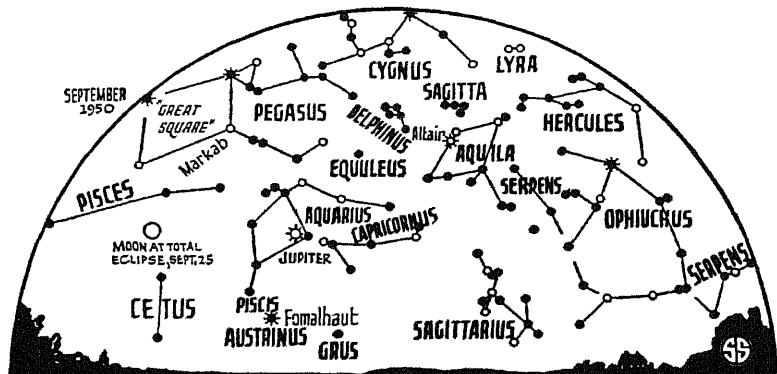 CYGNUS
LYRA
SEPTEMBER
1950
"GREAT
SQUARE"
PEGASUS
SAGITTA
DELPHINUS
HERCULES
Altair
AQUILA
Markab
EQUULEUS
PISCES
SERPENS
AQUARIUS
CAPRICORNUS
OPHIUCHUS
MOON AT TOTAL
ECLIPSE, SEPT. 25
JUPITER
SERPENS
CETUS
PISCIS
AUSTRINUS
Fomalhaut
GRUS
SAGITTARIUS
SS